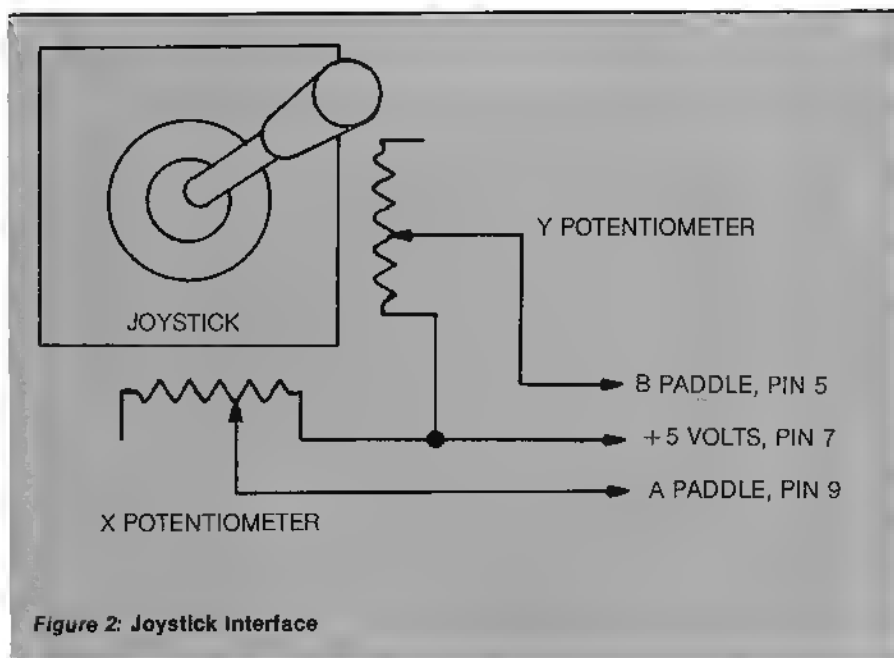 JOYSTICK
Y POTENTIOMETER
B PADDLE, PIN 5
+5 VOLTS, PIN 7
A PADDLE, PIN 9
X POTENTIOMETER
Figure 2: Joystick Interface